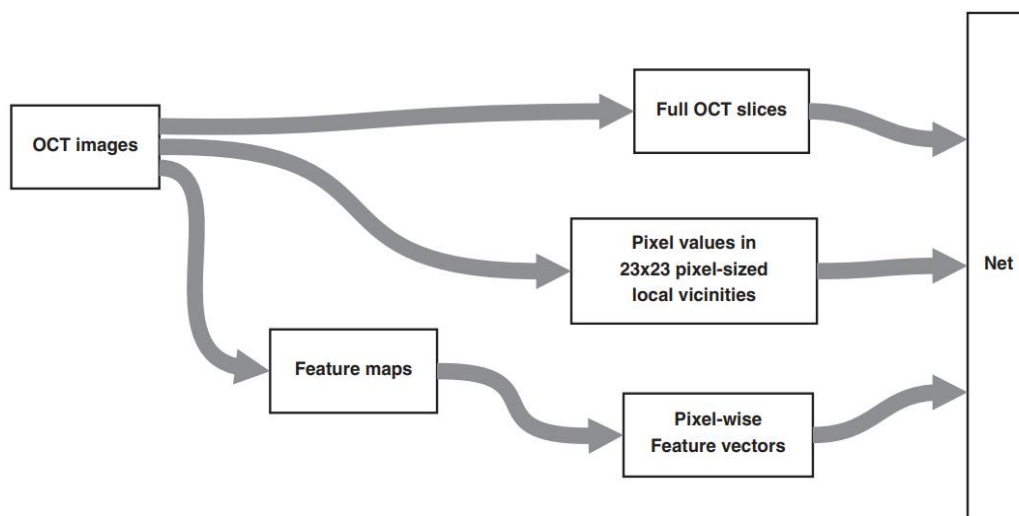 OCT images
Full OCT slices
Pixel values in
23x23 pixel-sized
local vicinities
Net
Feature maps
Pixel-wise
Feature vectors